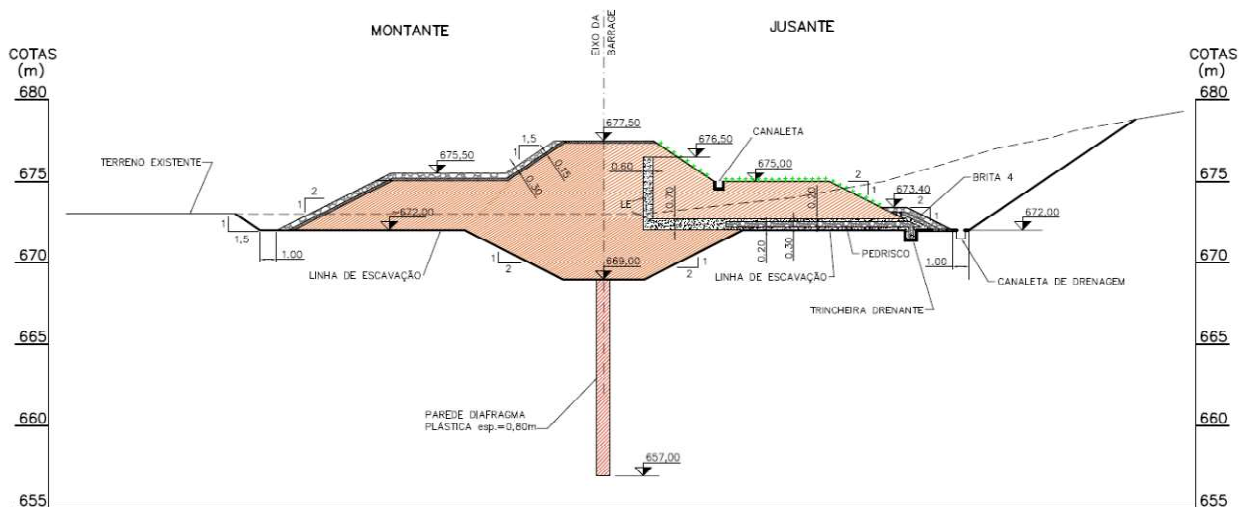 MONTANTE
EIXO DA
BARRAGE
JUSANTE
COTAS
(m)
COTAS
(m)
680
680
677,50
CANALETA
676,50
1,5
1
0.15
0.30
0.60
675,50
675,00
TERRENO EXISTENTE
675
675
2
1
2
1
673.40
BRITA 4
LE
0.70
0.20
2
1
672,00
672,00
1
1,5
1.00
0.20
0.30
PEDRISCO
1.00
670
670
LINHA DE ESCAVAÇÃO
1
2
669,00
1
2
LINHA DE ESCAVAÇÃO
CANALETA DE DRENAGEM
TRINCHEIRA DRENANTE
665
665
PAREDE DIAFRAGMA
PLÁSTICA esp.=0,80m
660
660
657,00
655
655